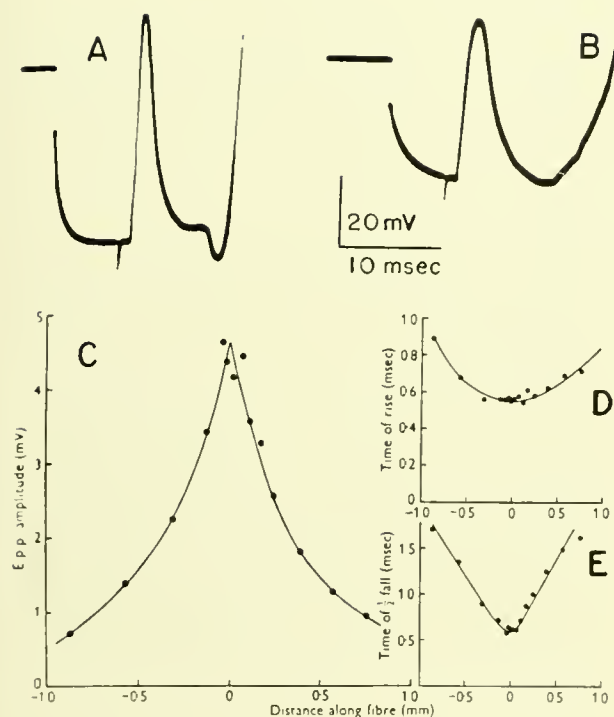 A
B
20 mV
10 msec
C
5
4
3
2
1
0
E p p amplitude (mV)
-1·0
-0·5
0
0·5
1·0
Distance along fibre (mm)
D
1·0
0·8
0·6
0·4
0·2
0
Time of rise (msec)
-1·0
-0·5
0
0·5
1·0
E
1·5
1·0
0·5
Time of ½ fall (msec)
-1·0
-0·5
0
0·5
1·0